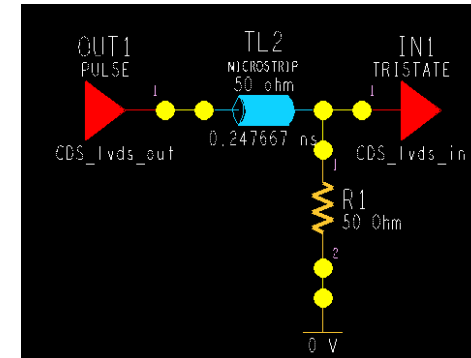 OUT1
PULSE
1
CDS_lvds_out
TL2
MICROSTRIP
50 ohm
0.247667 ns
IN1
TRISTATE
1
CDS_lvds_in
1
R1
50 Ohm
2
0 V